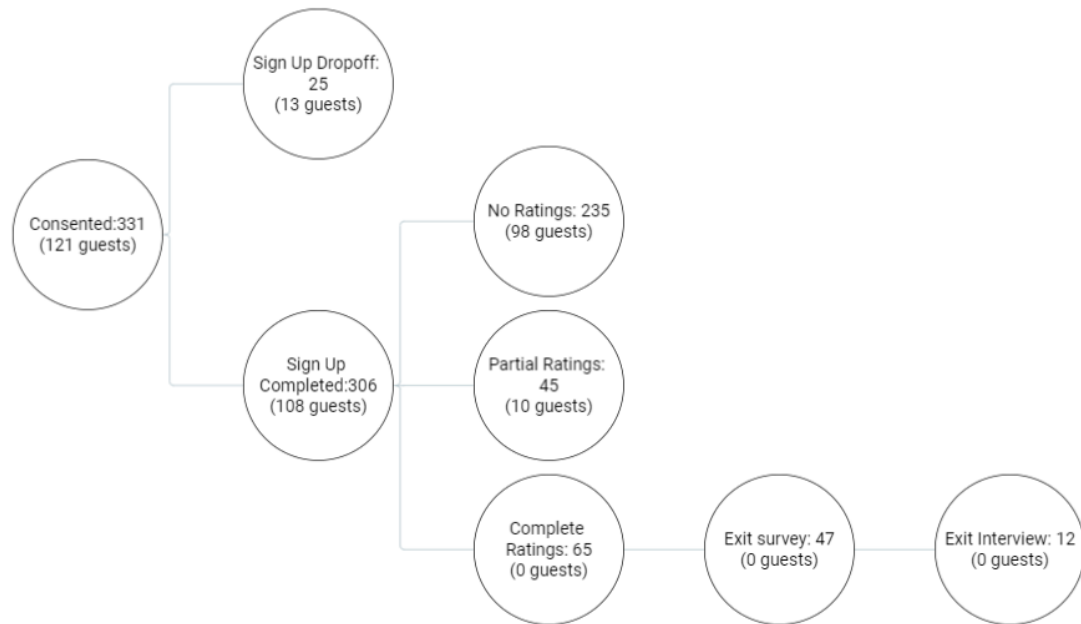 Sign Up Dropoff:
25
(13 guests)
Consented:331
(121 guests)
No Ratings: 235
(98 guests)
Sign Up
Completed:306
(108 guests)
Partial Ratings:
45
(10 guests)
Complete
Ratings: 65
(0 guests)
Exit survey: 47
(0 guests)
Exit Interview: 12
(0 guests)